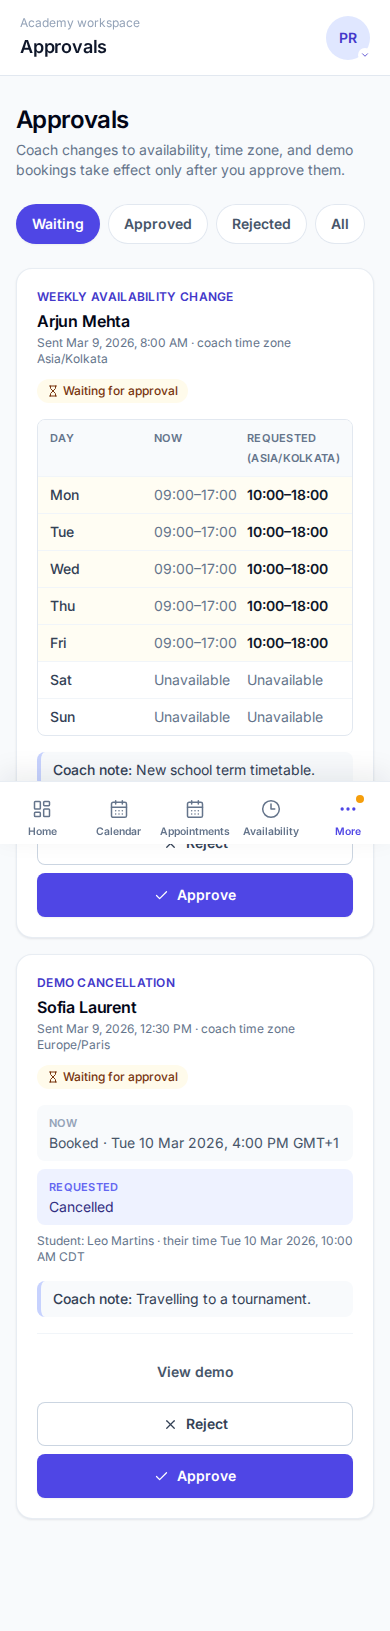 Academy workspace
Approvals
PR
Approvals
Coach changes to availability, time zone, and demo
bookings take effect only after you approve them.
Waiting
Approved
Rejected
All
WEEKLY AVAILABILITY CHANGE
Arjun Mehta
Sent Mar 9, 2026, 8:00 AM · coach time zone
Asia/Kolkata
Waiting for approval
DAY NOW REQUESTED
(ASIA/KOLKATA)
Mon 09:00–17:00 10:00–18:00
Tue 09:00–17:00 10:00–18:00
Wed 09:00–17:00 10:00–18:00
Thu 09:00–17:00 10:00–18:00
Fri 09:00–17:00 10:00–18:00
Sat Unavailable Unavailable
Sun Unavailable Unavailable
Coach note: New school term timetable.
Home Calendar Appointments Availability More
Reject
Approve
DEMO CANCELLATION
Sofia Laurent
Sent Mar 9, 2026, 12:30 PM · coach time zone
Europe/Paris
Waiting for approval
NOW
Booked · Tue 10 Mar 2026, 4:00 PM GMT+1
REQUESTED
Cancelled
Student: Leo Martins · their time Tue 10 Mar 2026, 10:00
AM CDT
Coach note: Travelling to a tournament.
View demo
Reject
Approve